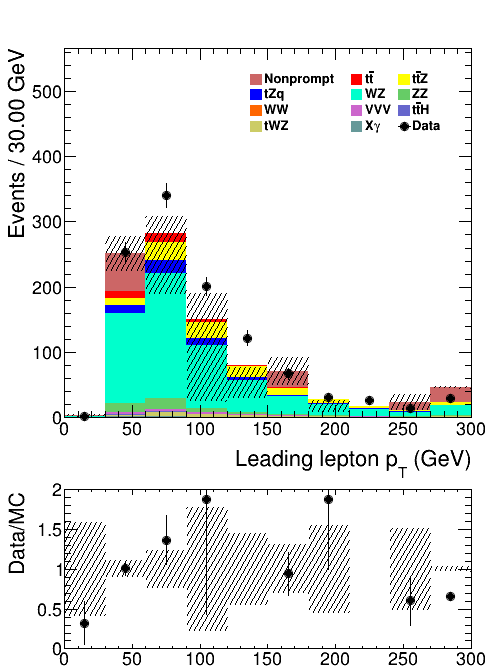 Events / 30.00 GeV
500
400
300
200
100
0
Nonprompt tt̄ tt̄Z
tZq WZ ZZ
WW VVV tt̄H
tWZ Xγ Data
0 50 100 150 200 250 300
Leading lepton pT (GeV)
Data/MC
2
1.5
1
0.5
0
0 50 100 150 200 250 300